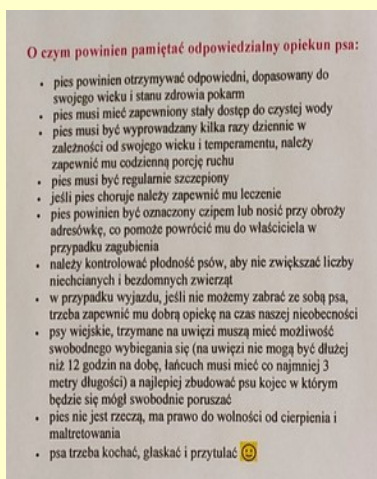 O czym powinien pamiętać odpowiedzialny opiekun psa:
• pies powinien otrzymywać odpowiedni, dopasowany do
swojego wieku i stanu zdrowia pokarm
• pies musi mieć zapewniony stały dostęp do czystej wody
• pies musi być wyprowadzany kilka razy dziennie w
zależności od swojego wieku i temperamentu, należy
zapewnić mu codzienną porcję ruchu
• pies musi być regularnie szczepiony
• jeśli pies choruje należy zapewnić mu leczenie
• pies powinien być oznaczony czipem lub nosić przy obroży
adresówkę, co pomoże powrócić mu do właściciela w
przypadku zagubienia
• należy kontrolować płodność psów, aby nie zwiększać liczby
niechcianych i bezdomnych zwierząt
• w przypadku wyjazdu, jeśli nie możemy zabrać ze sobą psa,
trzeba zapewnić mu dobrą opiekę na czas naszej nieobecności
• psy wiejskie, trzymane na uwięzi muszą mieć możliwość
swobodnego wybiegania się (na uwięzi nie mogą być dłużej
niż 12 godzin na dobę, łańcuch musi mieć co najmniej 3
metry długości) a najlepiej zbudować psu kojec w którym
będzie się mógł swobodnie poruszać
• pies nie jest rzeczą, ma prawo do wolności od cierpienia i
maltretowania
• psa trzeba kochać, głaskać i przytulać